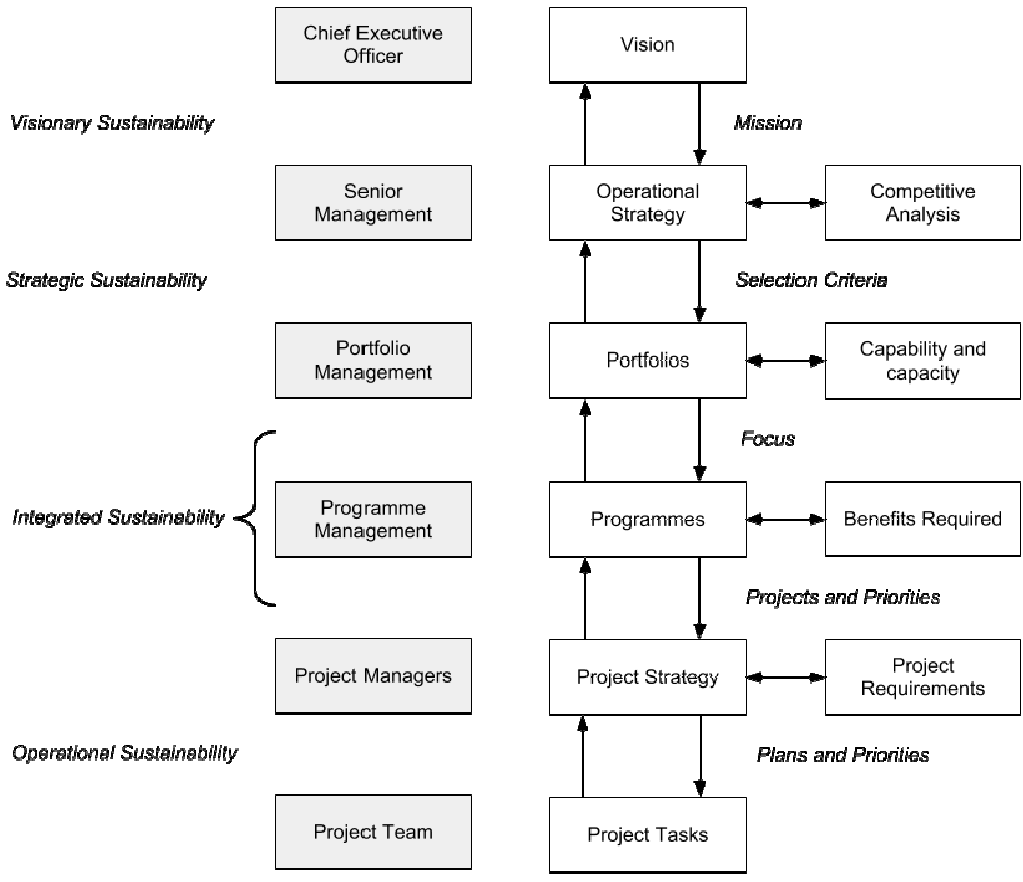 Chief Executive
Officer
Vision
Visionary Sustainability
Mission
Senior
Management
Operational
Strategy
Competitive
Analysis
Strategic Sustainability
Selection Criteria
Portfolio
Management
Portfolios
Capability and
capacity
Focus
Integrated Sustainability
Programme
Management
Programmes
Benefits Required
Projects and Priorities
Project Managers
Project Strategy
Project
Requirements
Operational Sustainability
Plans and Priorities
Project Team
Project Tasks